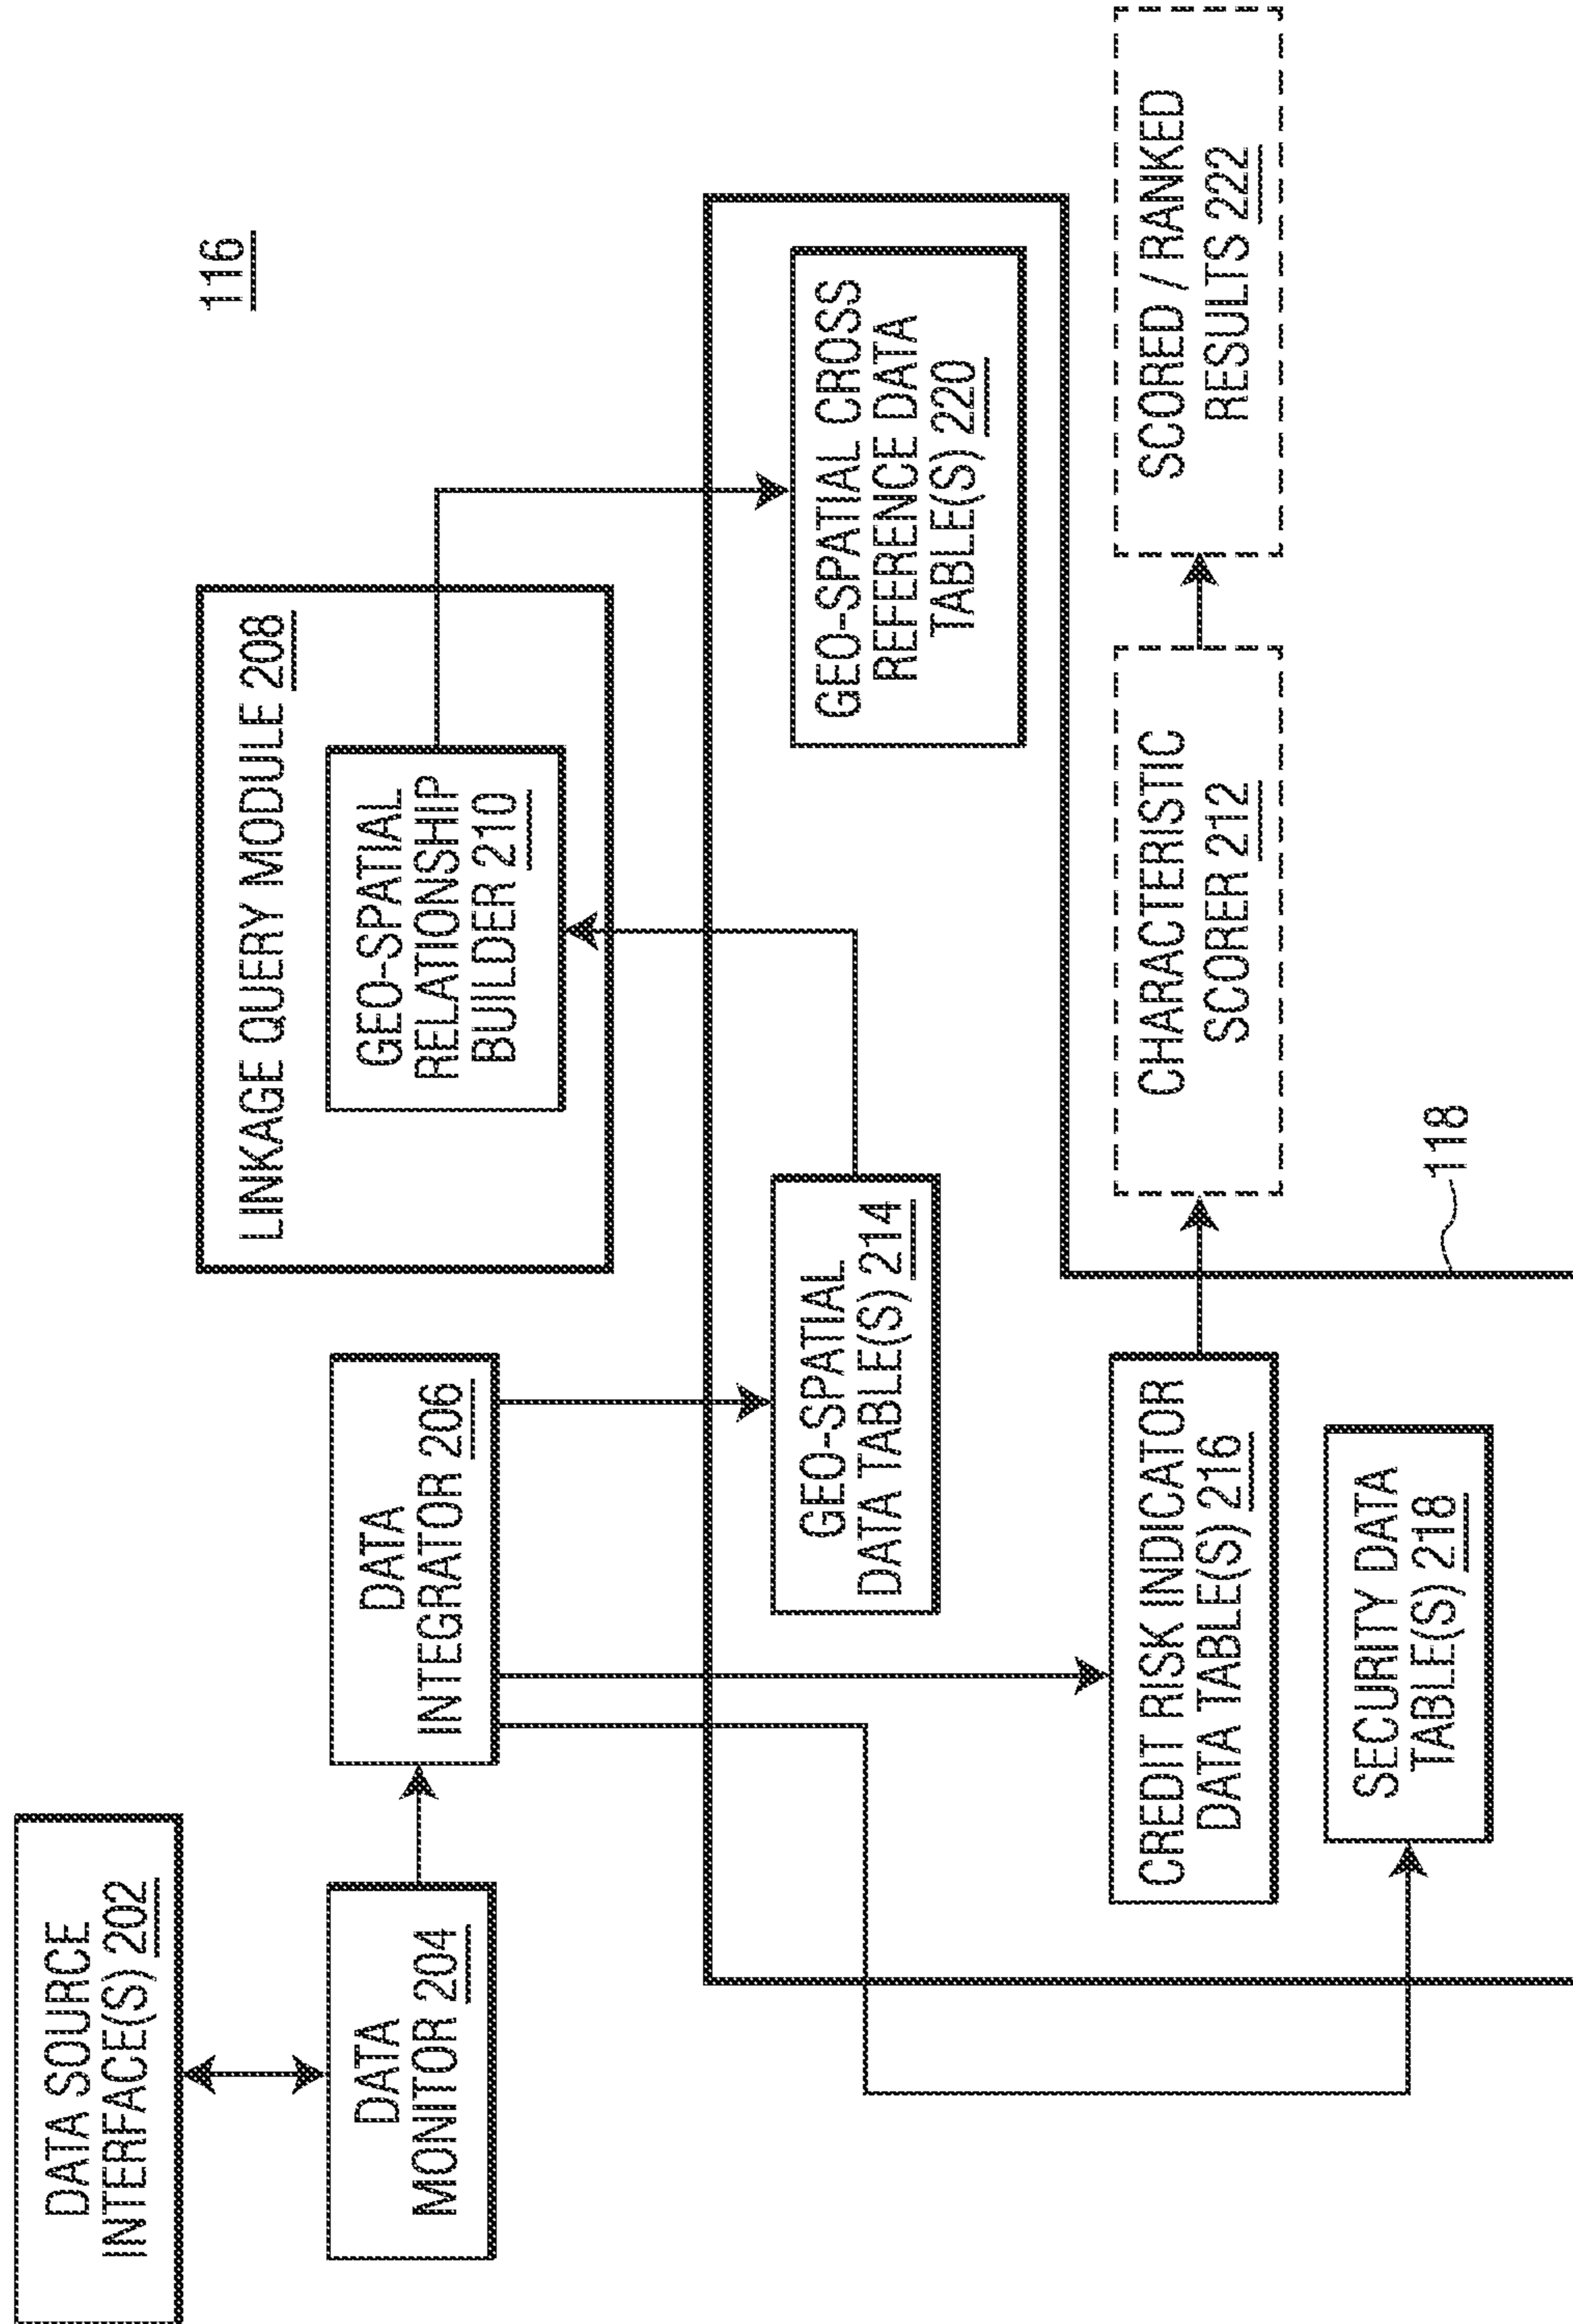 116
DATA SOURCE
INTERFACE(S) 202
DATA
MONITOR 204
DATA
INTEGRATOR 206
LINKAGE QUERY MODULE 208
GEO-SPATIAL
RELATIONSHIP
BUILDER 210
GEO-SPATIAL
DATA TABLE(S) 214
GEO-SPATIAL CROSS
REFERENCE DATA
TABLE(S) 220
CREDIT RISK INDICATOR
DATA TABLE(S) 216
CHARACTERISTIC
SCORER 212
SCORED / RANKED
RESULTS 222
SECURITY DATA
TABLE(S) 218
118